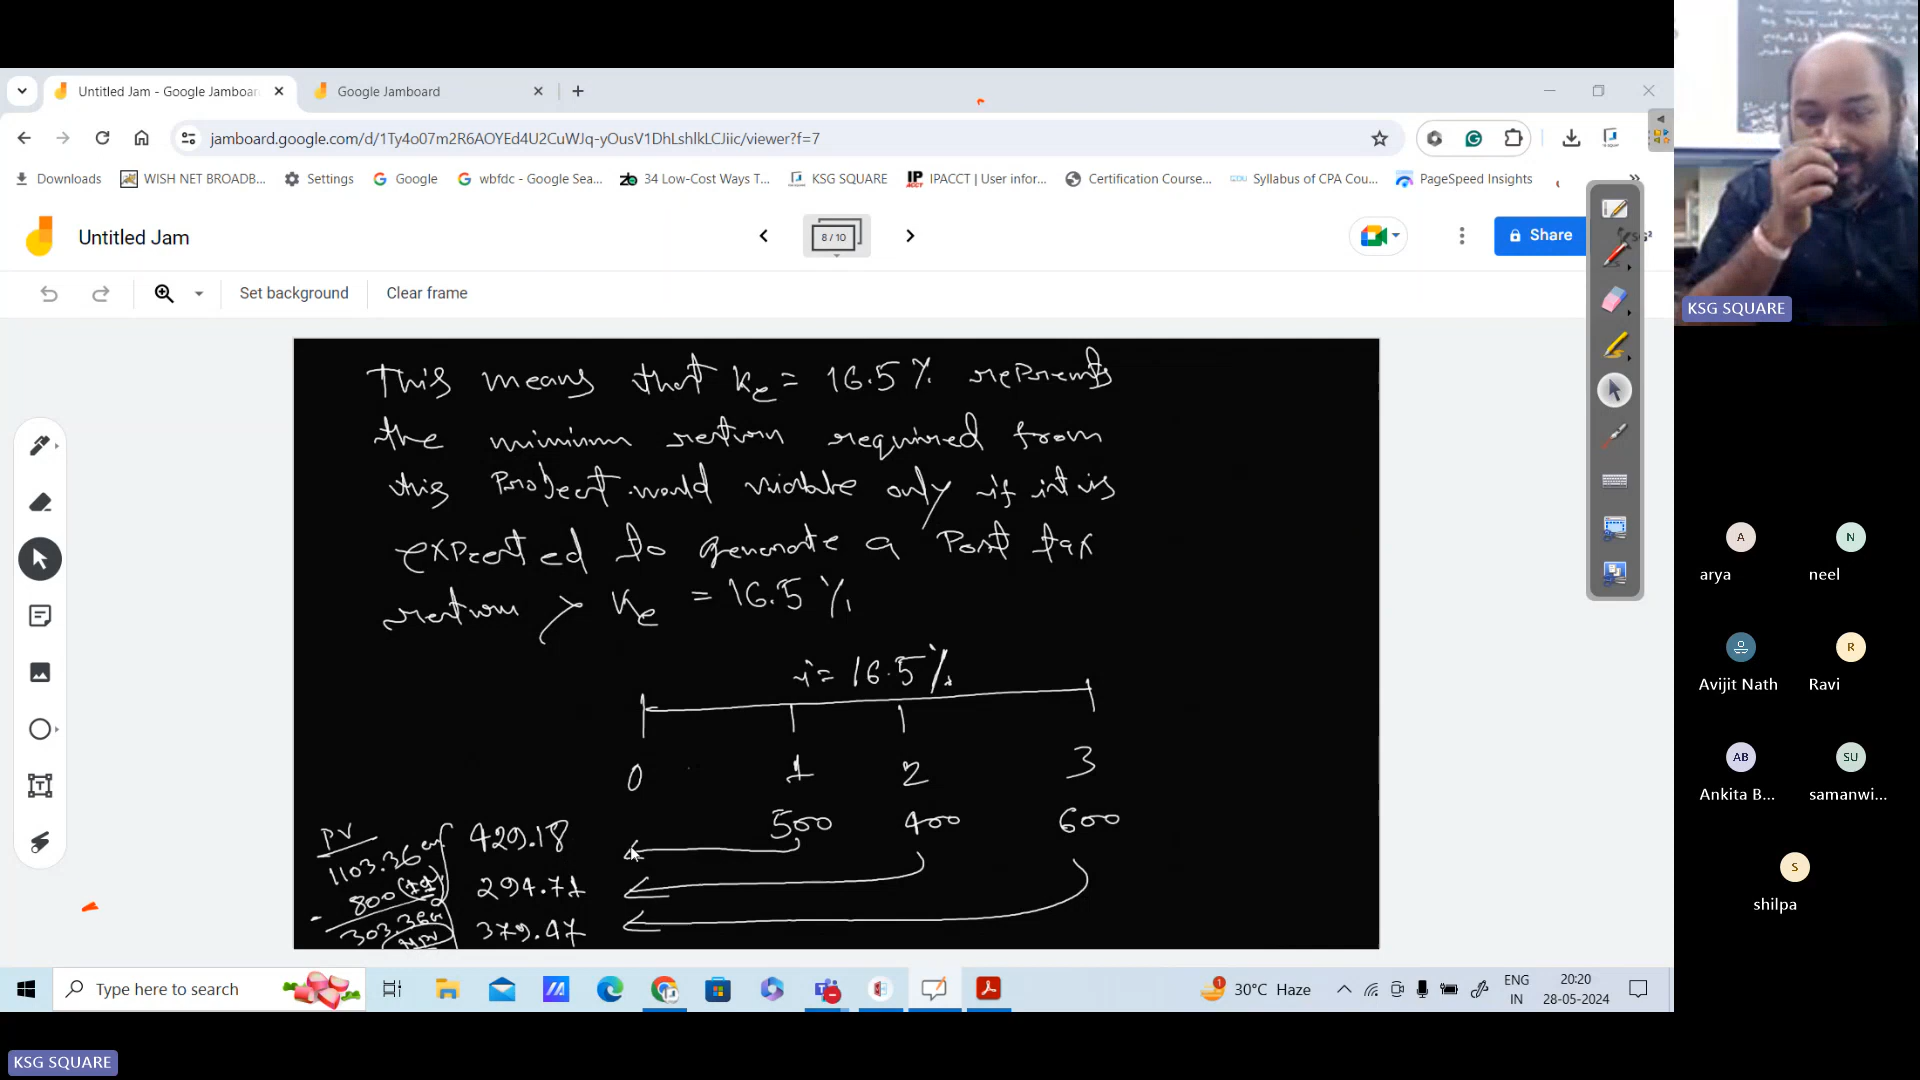 Untitled Jam - Google Jamboar
Google Jamboard
jamboard.google.com/d/1Ty4o07m2R6AOYEd4U2CuWJq-yOusV1DhLshlkLCJiic/viewer?f=7
Downloads WISH NET BROADB... Settings Google wbfdc - Google Sea... 34 Low-Cost Ways T... KSG SQUARE IPACCT | User infor... Certification Course... Syllabus of CPA Cou... PageSpeed Insights
Untitled Jam
8 / 10
Share
Set background
Clear frame
This means that Ke = 16.5 % represents
the minimum return required from
this Project would viable only if it is
expected to generate a Post tax
return > Ke = 16.5 %
i = 16.5 %
0 1 2 3
500 400 600
PV
1103.36
800
303.36
429.18
294.71
379.47
KSG SQUARE
A
arya
N
neel
Avijit Nath
R
Ravi
AB
Ankita B...
SU
samanwi...
S
shilpa
Type here to search
1
30°C Haze
ENG
IN
20:20
28-05-2024
KSG SQUARE